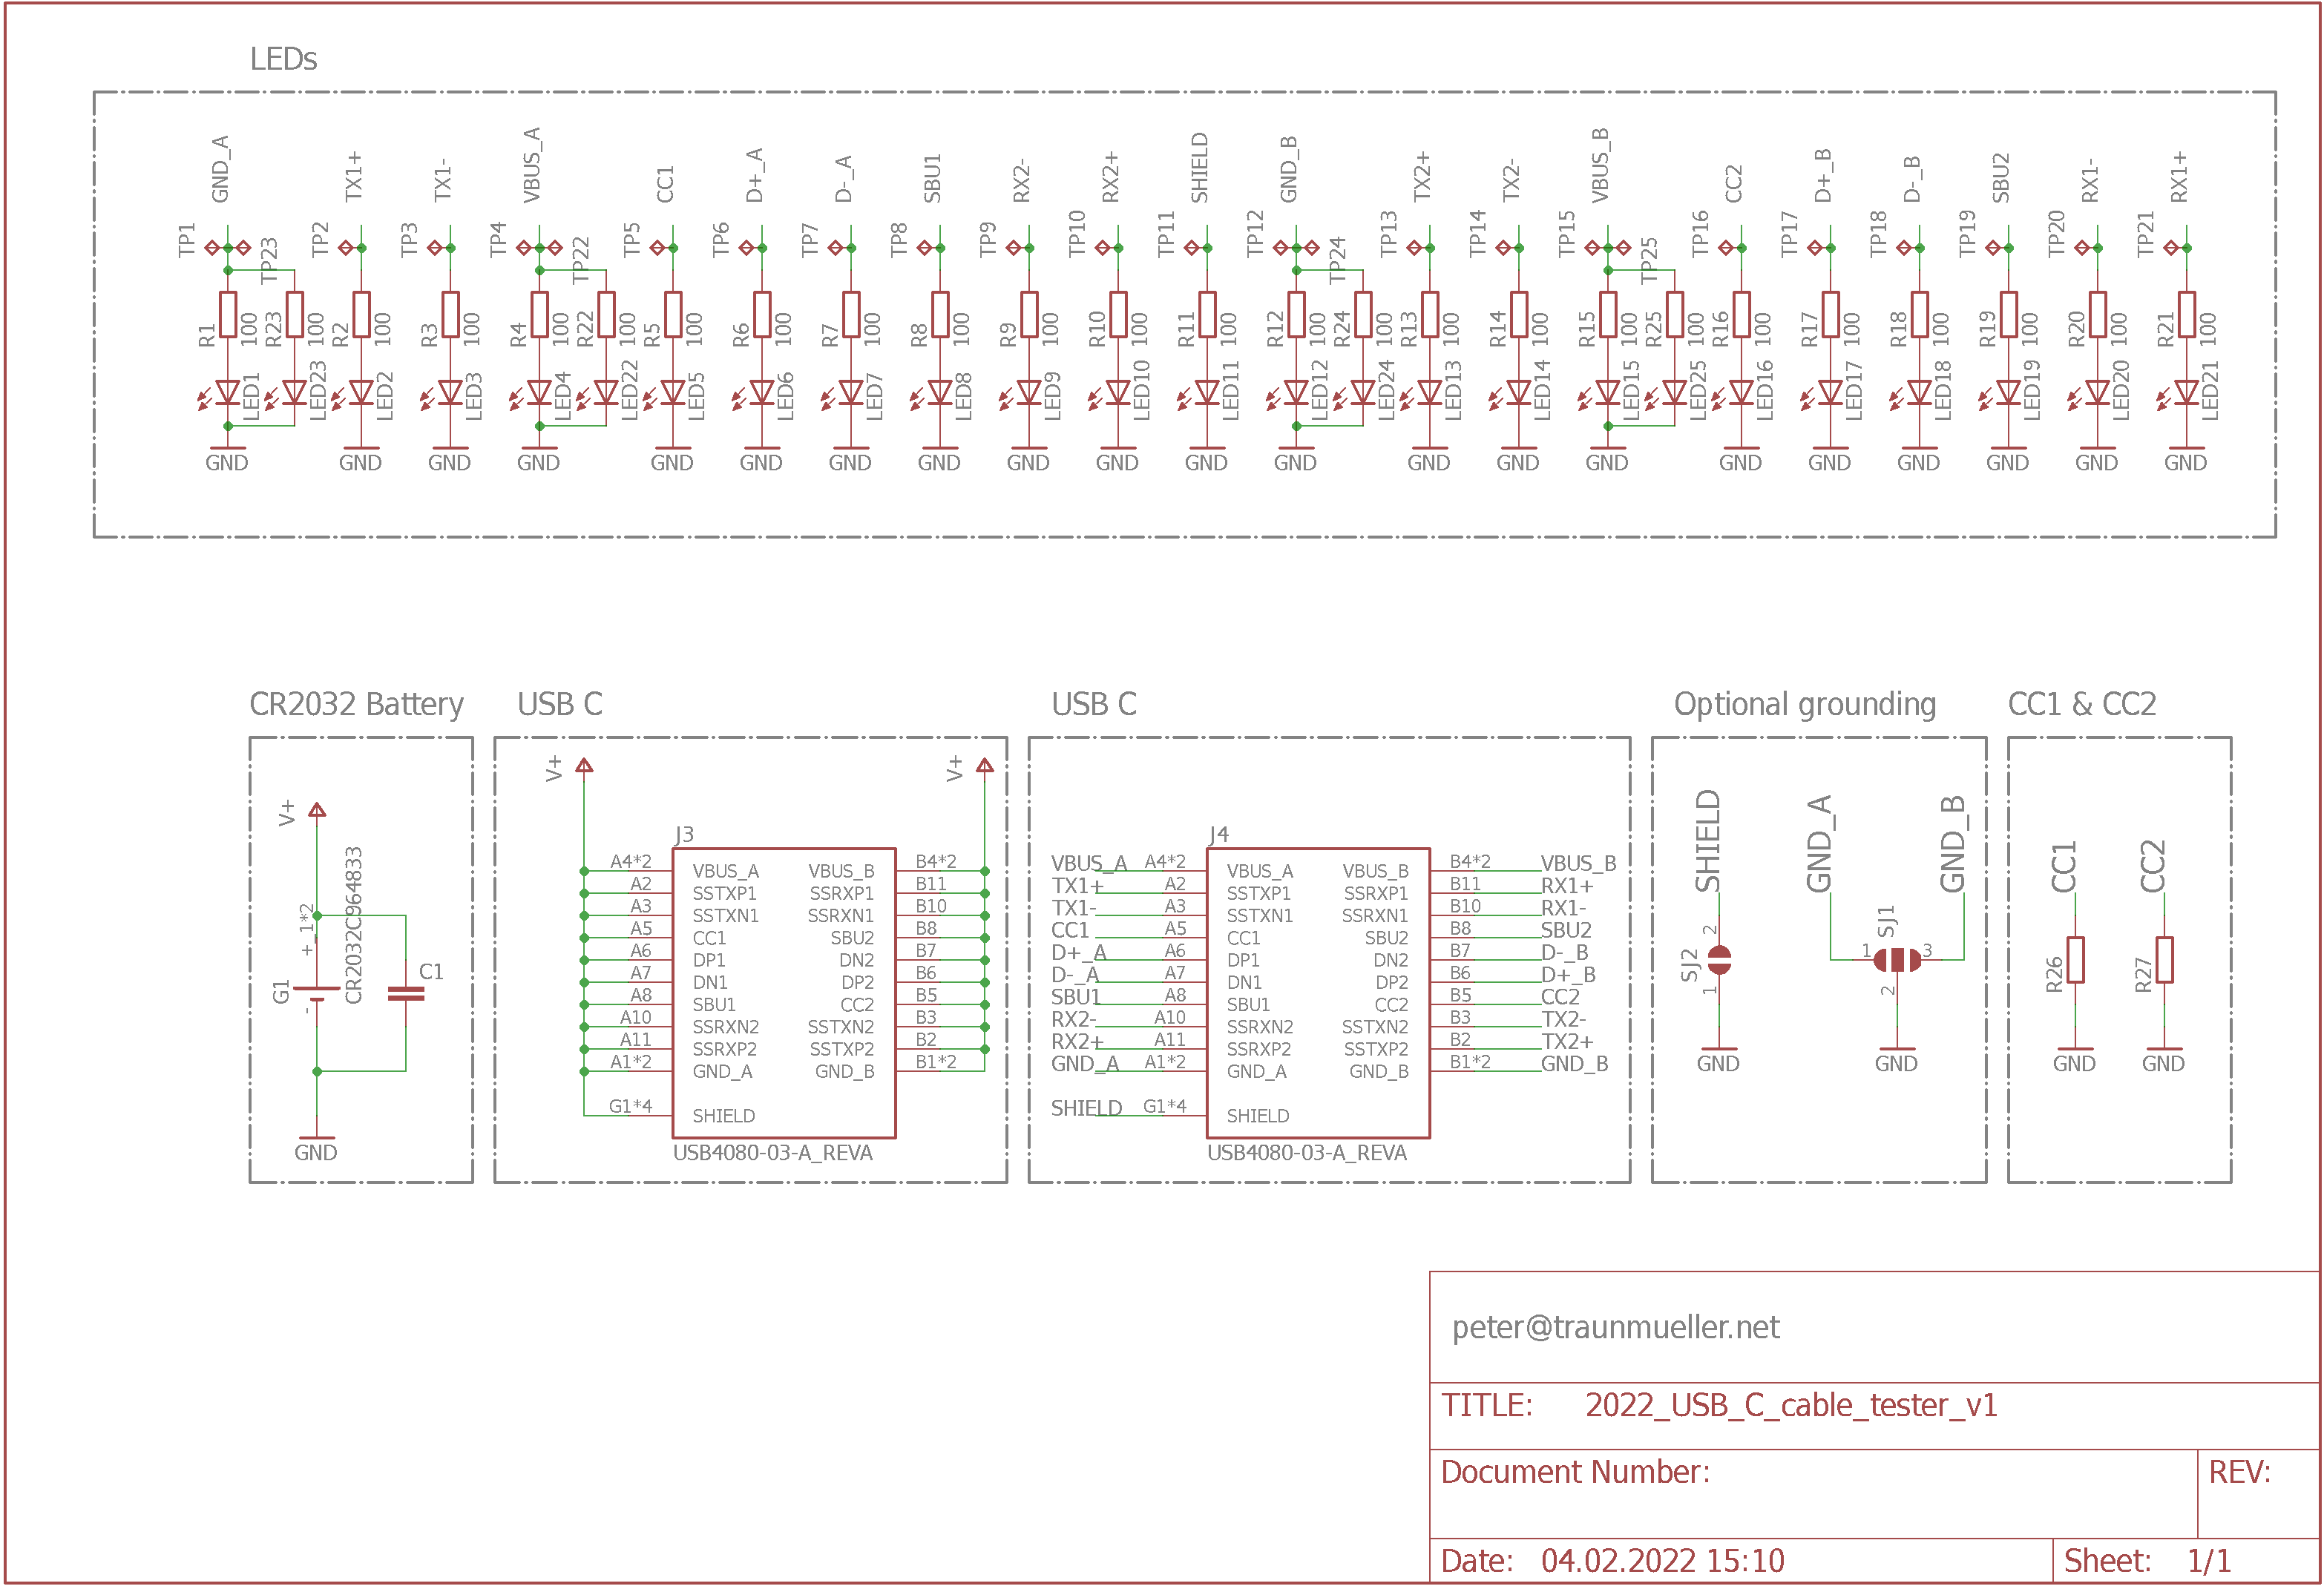 LEDs
GND_A TX1+ TX1- VBUS_A CC1 D+_A D-_A SBU1 RX2- RX2+ SHIELD GND_B TX2+ TX2- VBUS_B CC2 D+_B D-_B SBU2 RX1- RX1+
TP1 TP23 TP2 TP3 TP4 TP22 TP5 TP6 TP7 TP8 TP9 TP10 TP11 TP12 TP24 TP13 TP14 TP15 TP25 TP16 TP17 TP18 TP19 TP20 TP21
R1 100 R23 100 R2 100 R3 100 R4 100 R22 100 R5 100 R6 100 R7 100 R8 100 R9 100 R10 100 R11 100 R12 100 R24 100 R13 100 R14 100 R15 100 R25 100 R16 100 R17 100 R18 100 R19 100 R20 100 R21 100
LED1 LED23 LED2 LED3 LED4 LED22 LED5 LED6 LED7 LED8 LED9 LED10 LED11 LED12 LED24 LED13 LED14 LED15 LED25 LED16 LED17 LED18 LED19 LED20 LED21
GND GND GND GND GND GND GND GND GND GND GND GND GND GND GND GND GND GND GND GND GND
CR2032 Battery
V+
1*2
+
-
G1
CR2032C964833
C1
GND
USB C
V+ V+
J3
A4*2 VBUS_A VBUS_B B4*2
A2 SSTXP1 SSRXP1 B11
A3 SSTXN1 SSRXN1 B10
A5 CC1 SBU2 B8
A6 DP1 DN2 B7
A7 DN1 DP2 B6
A8 SBU1 CC2 B5
A10 SSRXN2 SSTXN2 B3
A11 SSRXP2 SSTXP2 B2
A1*2 GND_A GND_B B1*2
G1*4 SHIELD
USB4080-03-A_REVA
USB C
J4
VBUS_A A4*2 VBUS_A VBUS_B B4*2 VBUS_B
TX1+ A2 SSTXP1 SSRXP1 B11 RX1+
TX1- A3 SSTXN1 SSRXN1 B10 RX1-
CC1 A5 CC1 SBU2 B8 SBU2
D+_A A6 DP1 DN2 B7 D-_B
D-_A A7 DN1 DP2 B6 D+_B
SBU1 A8 SBU1 CC2 B5 CC2
RX2- A10 SSRXN2 SSTXN2 B3 TX2-
RX2+ A11 SSRXP2 SSTXP2 B2 TX2+
GND_A A1*2 GND_A GND_B B1*2 GND_B
SHIELD G1*4 SHIELD
USB4080-03-A_REVA
Optional grounding
SHIELD GND_A GND_B
SJ2 2 1
SJ1 1 3 2
GND GND
CC1 & CC2
CC1 CC2
R26 R27
GND GND
peter@traunmueller.net
TITLE: 2022_USB_C_cable_tester_v1
Document Number: REV:
Date: 04.02.2022 15:10 Sheet: 1/1